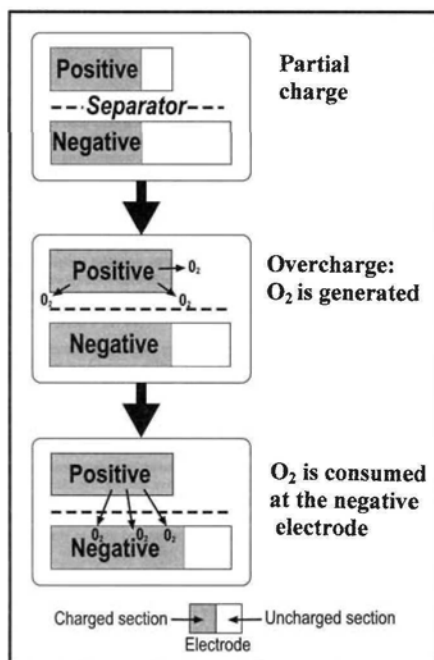 Positive
Separator
Negative
Partial
charge
Positive
O₂
O₂
O₂
Negative
Overcharge:
O₂ is generated
Positive
O₂ O₂ O₂
Negative
O₂ is consumed
at the negative
electrode
Charged section
Uncharged section
Electrode